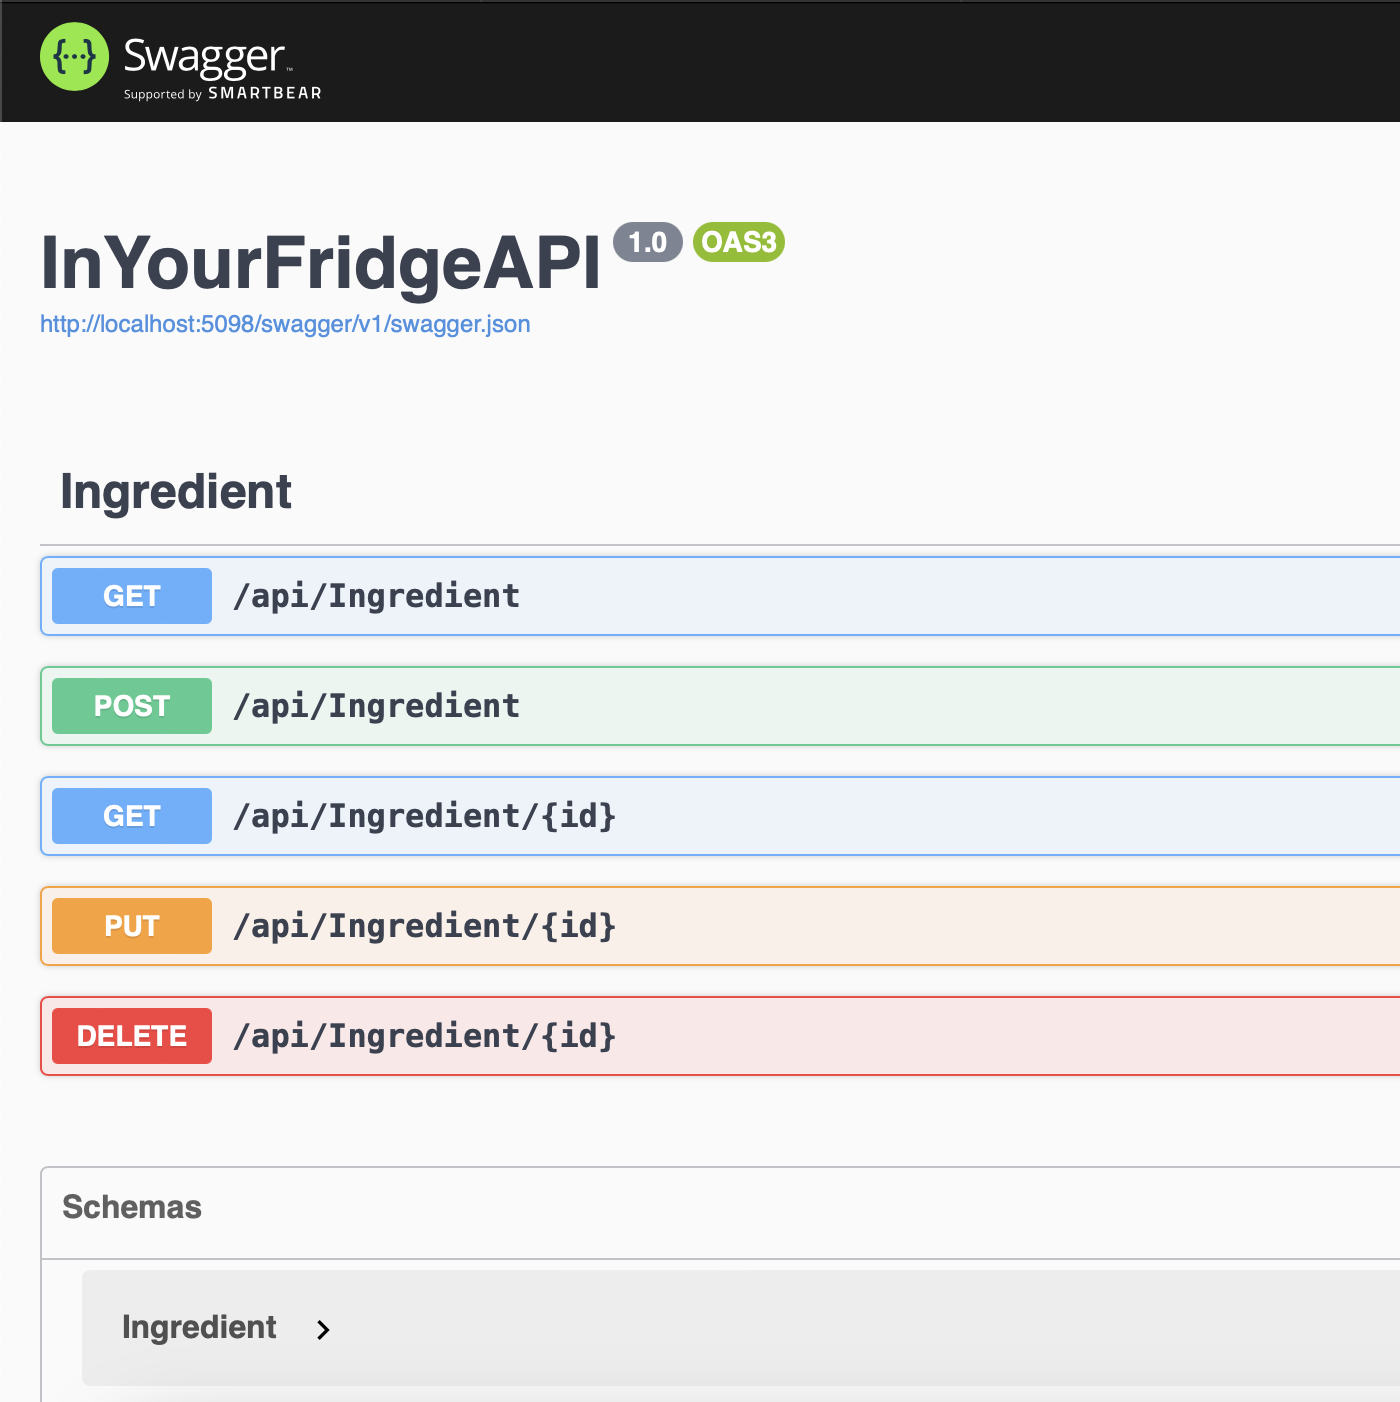 {···} Swagger™
Supported by SMARTBEAR
InYourFridgeAPI 1.0 OAS3
http://localhost:5098/swagger/v1/swagger.json
Ingredient
GET /api/Ingredient
POST /api/Ingredient
GET /api/Ingredient/{id}
PUT /api/Ingredient/{id}
DELETE /api/Ingredient/{id}
Schemas
Ingredient